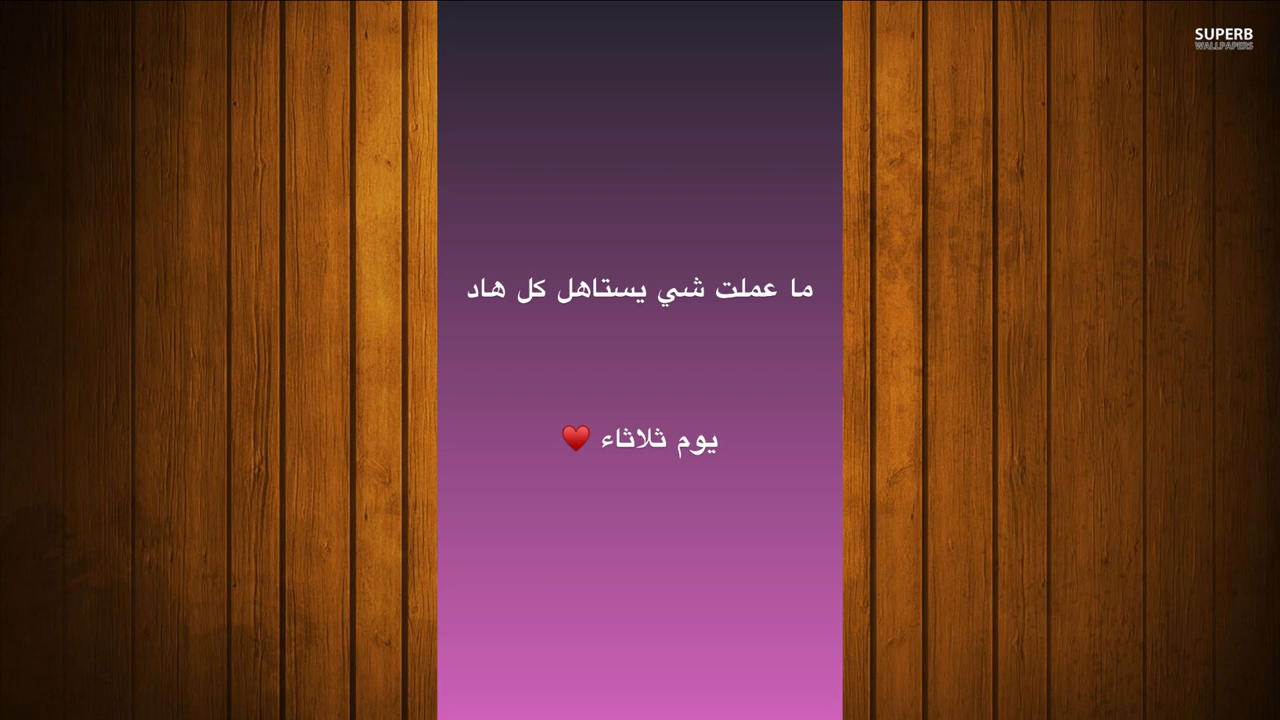 SUPERB
WALLPAPERS
ما عملت شي يستاهل كل هاد
يوم ثلاثاء ♥️